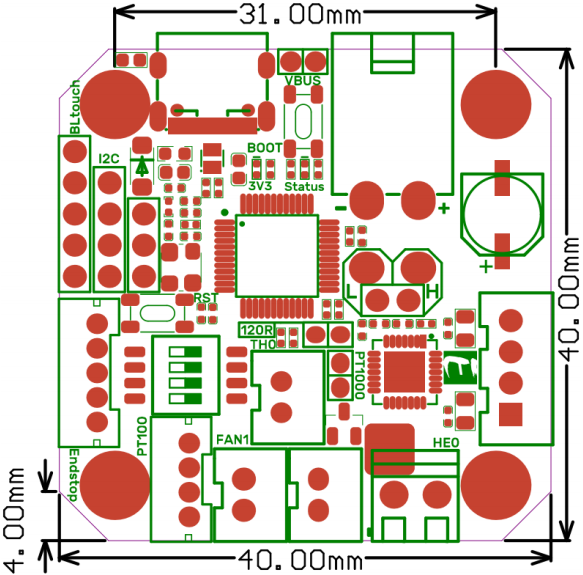 31.00mm
VBUS
BLtouch
BOOT
I2C
3V3
Status
-
+
+
L
H
RST
120R
TH0
PT1000
40.00mm
PT100
FAN1
HE0
Endstop
4.00mm
40.00mm